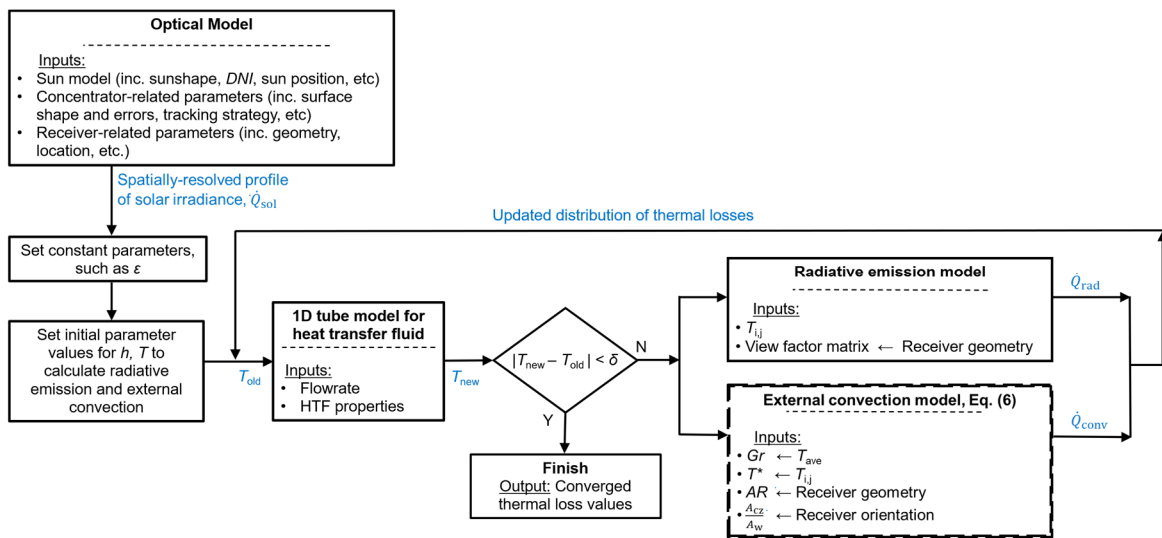 Optical Model
Inputs:
• Sun model (inc. sunshape, DNI, sun position, etc)
• Concentrator-related parameters (inc. surface
shape and errors, tracking strategy, etc)
• Receiver-related parameters (inc. geometry,
location, etc.)
Spatially-resolved profile
of solar irradiance, Q̇sol
Updated distribution of thermal losses
Set constant parameters,
such as ε
Set initial parameter
values for h, T to
calculate radiative
emission and external
convection
Told
1D tube model for
heat transfer fluid
Inputs:
• Flowrate
• HTF properties
Tnew
|Tnew − Told| < δ
N
Y
Finish
Output: Converged
thermal loss values
Radiative emission model
Inputs:
• Ti,j
• View factor matrix ← Receiver geometry
Q̇rad
External convection model, Eq. (6)
Inputs:
• Gr ← Tave
• T* ← Ti,j
• AR ← Receiver geometry
• Acz/Aw ← Receiver orientation
Q̇conv